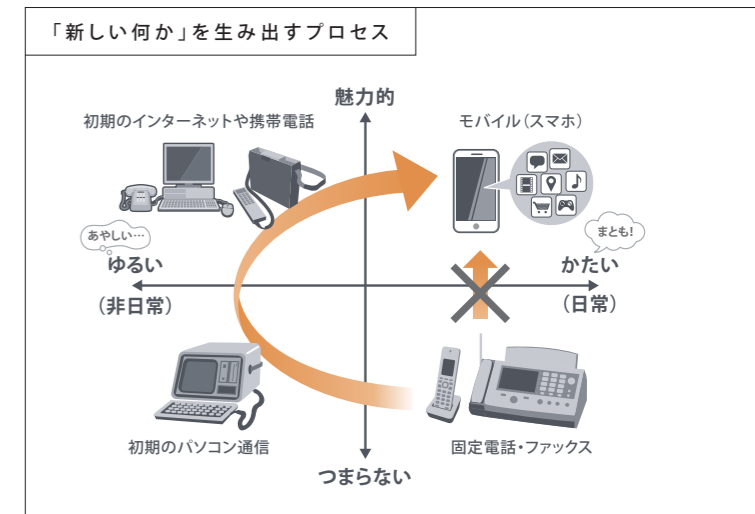 「新しい何か」を生み出すプロセス
魅力的
初期のインターネットや携帯電話
モバイル(スマホ)
あやしい…
まとも!
ゆるい
かたい
(非日常)
(日常)
初期のパソコン通信
固定電話・ファックス
つまらない